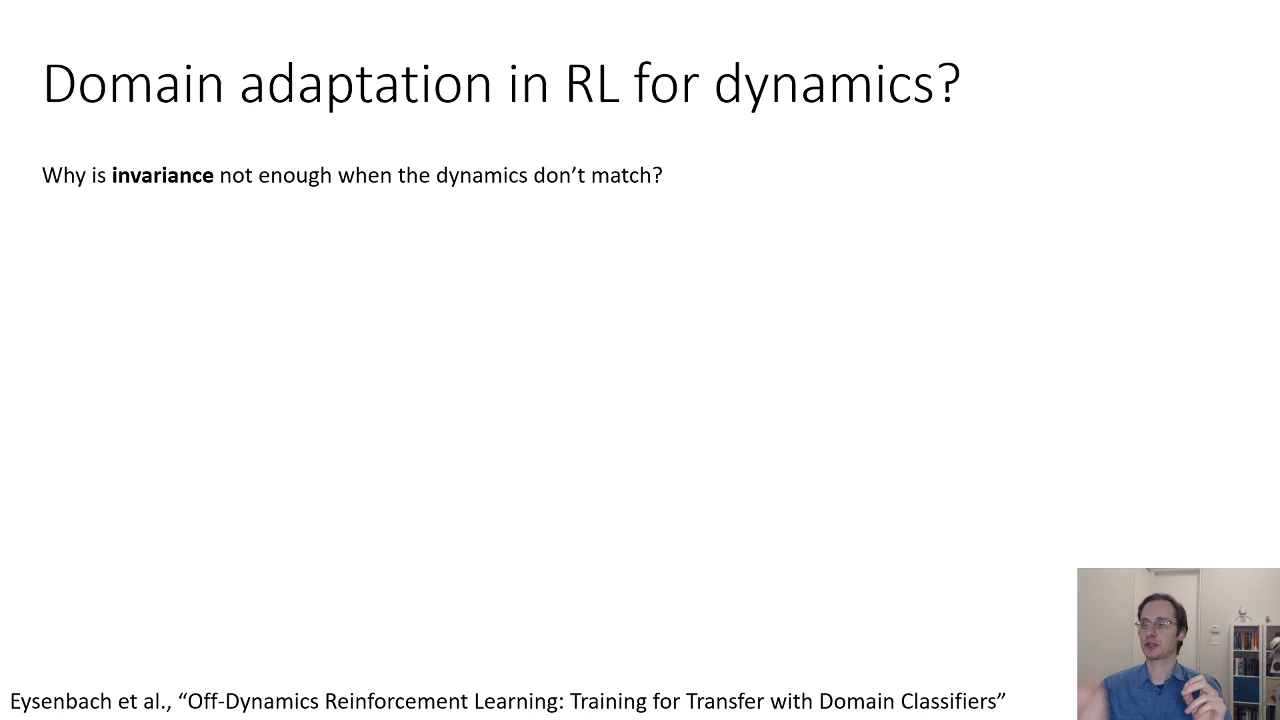 Domain adaptation in RL for dynamics?
Why is invariance not enough when the dynamics don’t match?
Eysenbach et al., “Off-Dynamics Reinforcement Learning: Training for Transfer with Domain Classifiers”